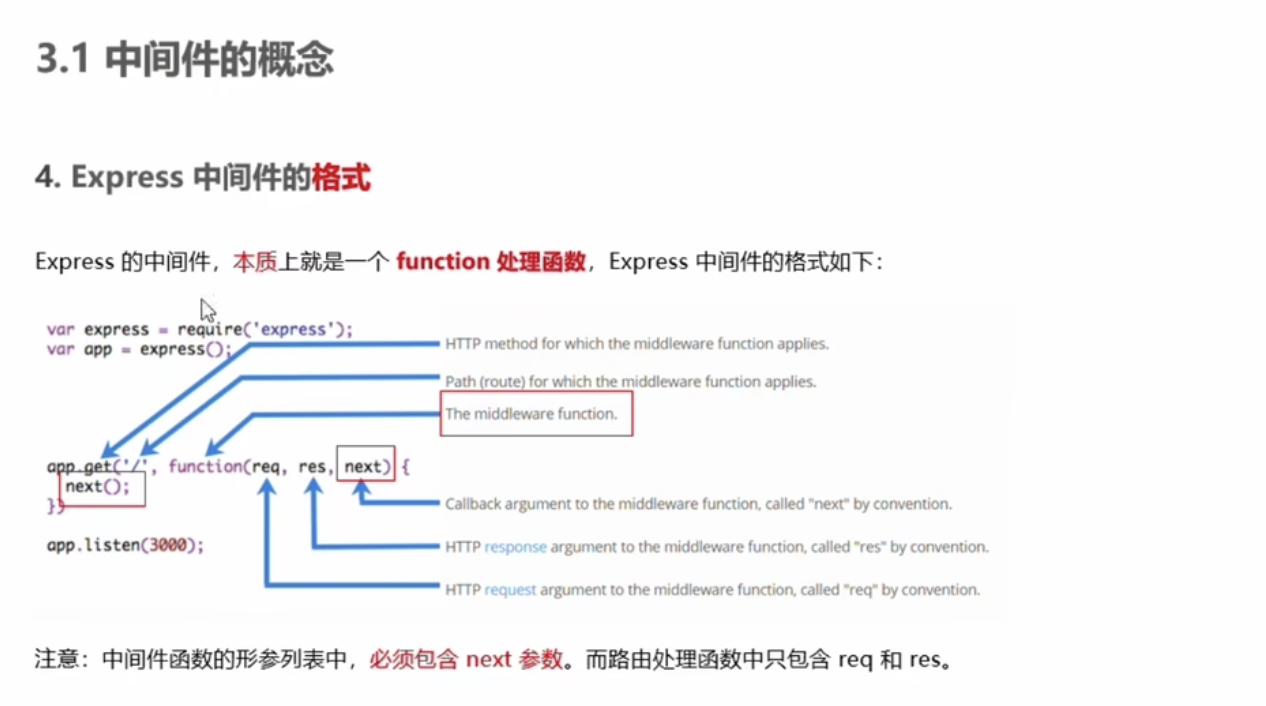 3.1 中间件的概念
4. Express 中间件的格式
Express 的中间件，本质上就是一个 function 处理函数，Express 中间件的格式如下：
var express = require('express');
var app = express();
HTTP method for which the middleware function applies.
Path (route) for which the middleware function applies.
The middleware function.
app.get('/', function(req, res, next) {
next();
})
Callback argument to the middleware function, called "next" by convention.
app.listen(3000);
HTTP response argument to the middleware function, called "res" by convention.
HTTP request argument to the middleware function, called "req" by convention.
注意：中间件函数的形参列表中，必须包含 next 参数。而路由处理函数中只包含 req 和 res。